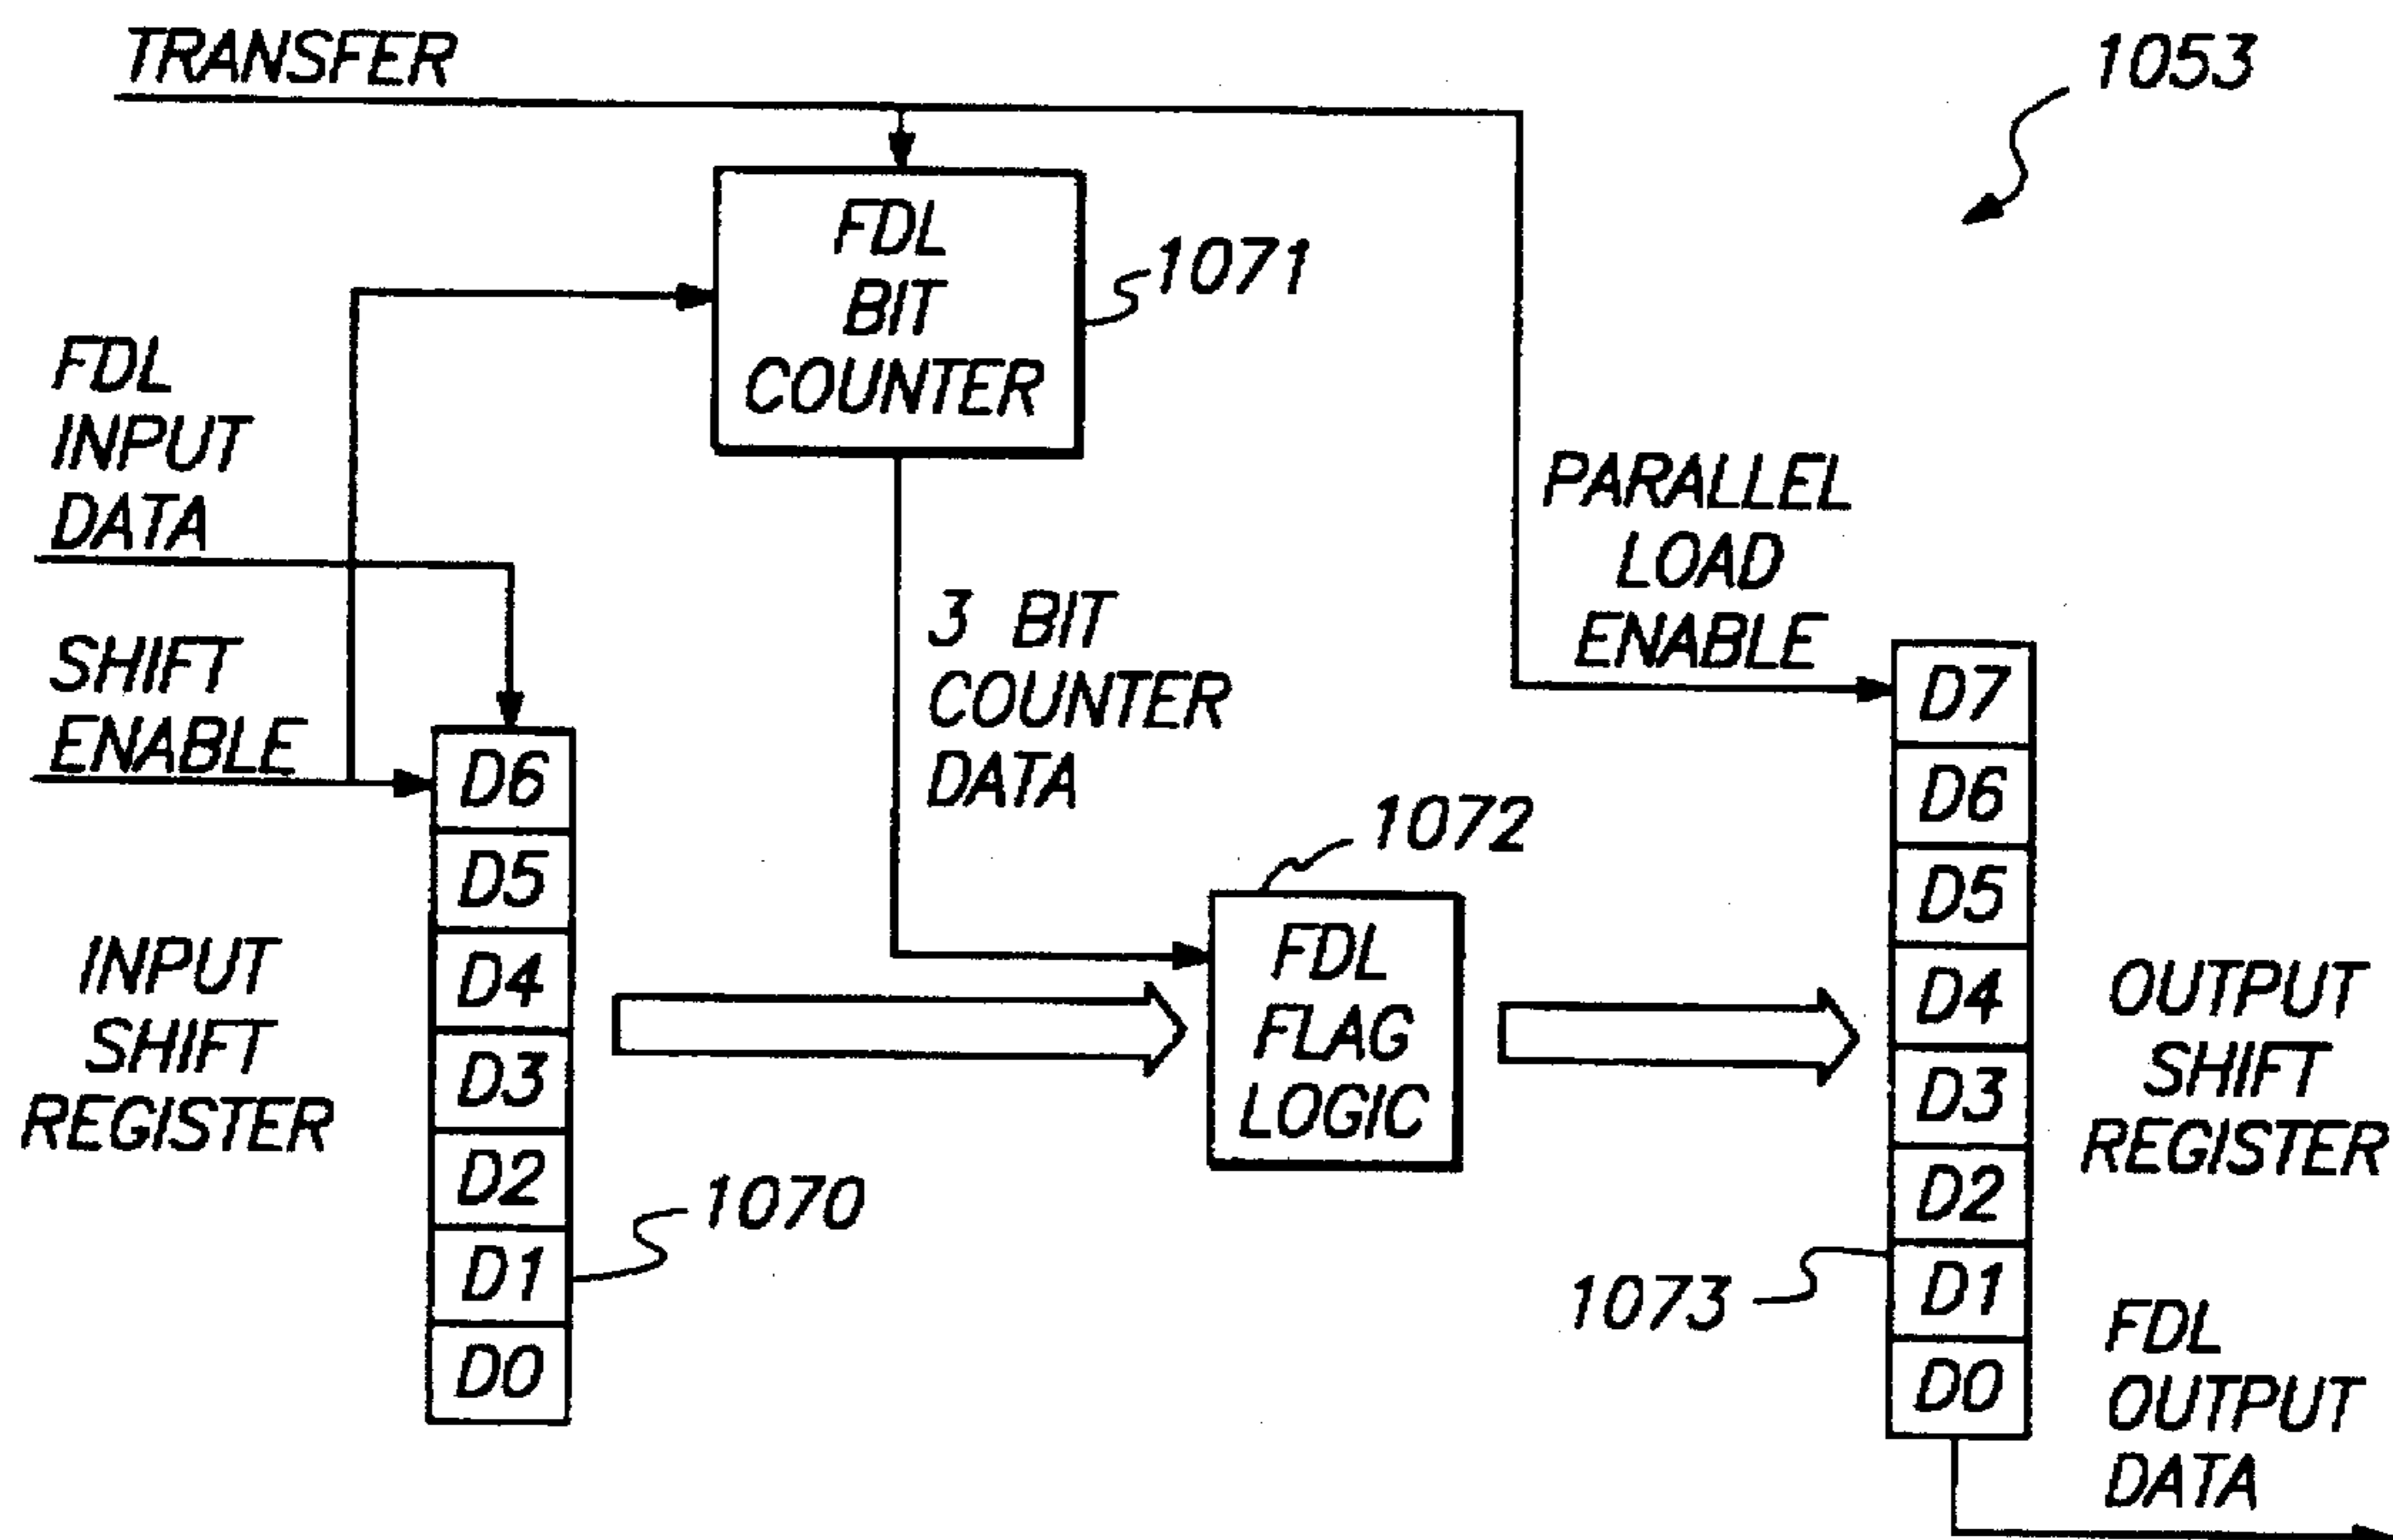 TRANSFER
1053
FDL
BIT
COUNTER
1071
FDL
INPUT
DATA
SHIFT
ENABLE
3 BIT
COUNTER
DATA
PARALLEL
LOAD
ENABLE
D6
D5
D4
D3
D2
D1
D0
INPUT
SHIFT
REGISTER
1070
1072
FDL
FLAG
LOGIC
D7
D6
D5
D4
D3
D2
D1
D0
OUTPUT
SHIFT
REGISTER
1073
FDL
OUTPUT
DATA